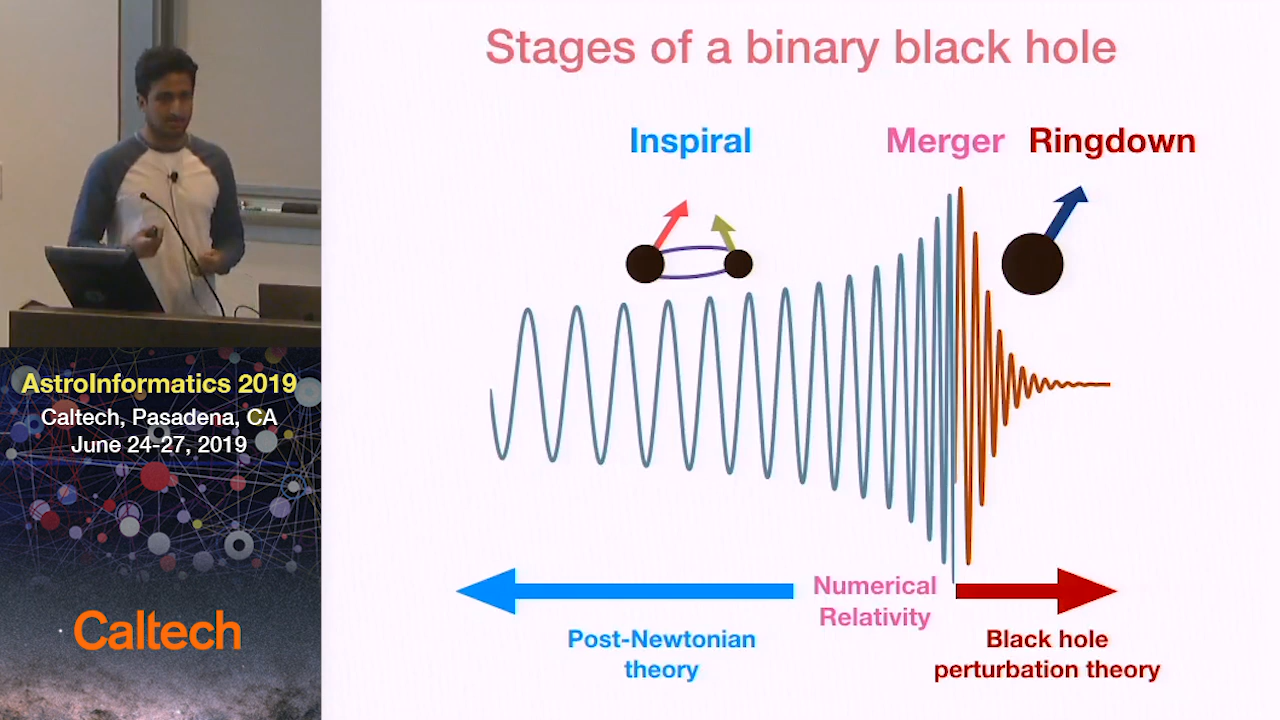 Stages of a binary black hole
Inspiral
Merger
Ringdown
Numerical
Relativity
Post-Newtonian
theory
Black hole
perturbation theory
AstroInformatics 2019
Caltech, Pasadena, CA
June 24-27, 2019
Caltech